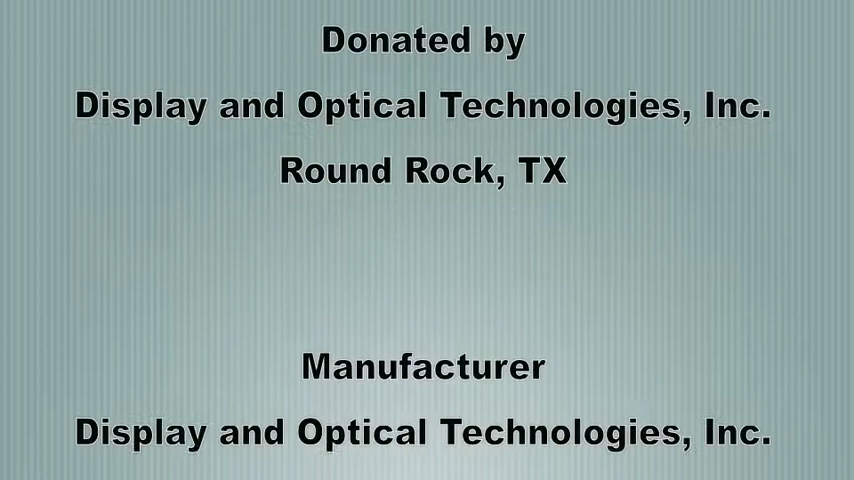 Donated by
Display and Optical Technologies, Inc.
Round Rock, TX
Manufacturer
Display and Optical Technologies, Inc.